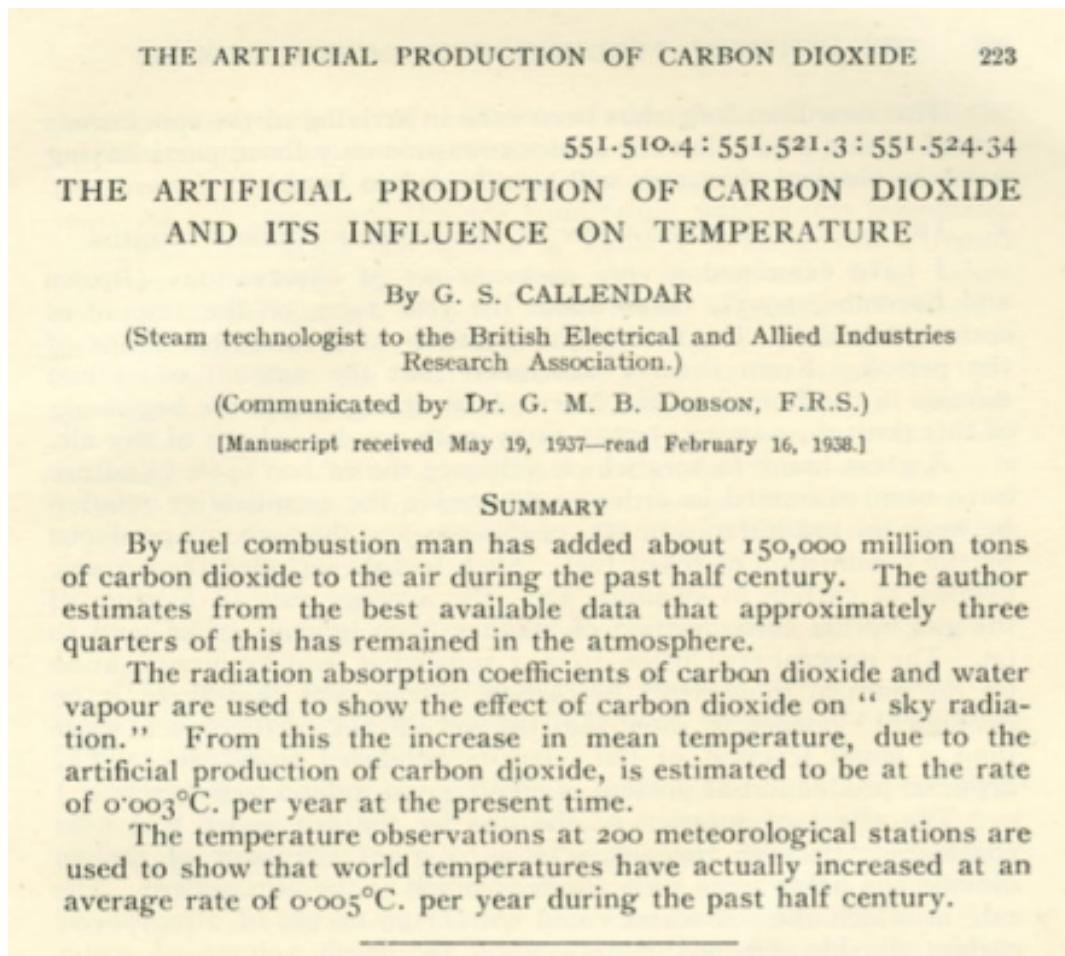 THE ARTIFICIAL PRODUCTION OF CARBON DIOXIDE 223
551·510.4 : 551·521.3 : 551·524·34
THE ARTIFICIAL PRODUCTION OF CARBON DIOXIDE
AND ITS INFLUENCE ON TEMPERATURE
By G. S. CALLENDAR
(Steam technologist to the British Electrical and Allied Industries
Research Association.)
(Communicated by Dr. G. M. B. DOBSON, F.R.S.)
[Manuscript received May 19, 1937—read February 16, 1938.]
SUMMARY
By fuel combustion man has added about 150,000 million tons
of carbon dioxide to the air during the past half century. The author
estimates from the best available data that approximately three
quarters of this has remained in the atmosphere.
The radiation absorption coefficients of carbon dioxide and water
vapour are used to show the effect of carbon dioxide on “ sky radia-
tion.” From this the increase in mean temperature, due to the
artificial production of carbon dioxide, is estimated to be at the rate
of 0·003°C. per year at the present time.
The temperature observations at 200 meteorological stations are
used to show that world temperatures have actually increased at an
average rate of 0·005°C. per year during the past half century.